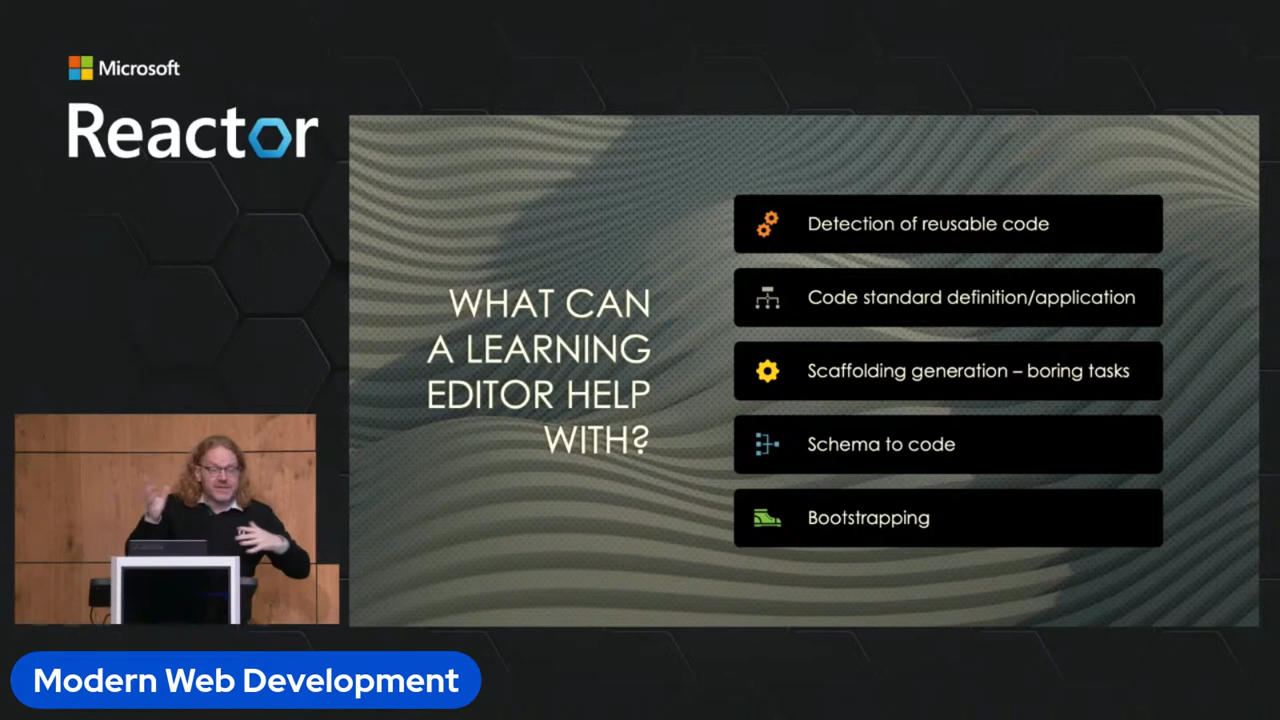 Microsoft
Reactor
WHAT CAN
A LEARNING
EDITOR HELP
WITH?
Detection of reusable code
Code standard definition/application
Scaffolding generation – boring tasks
Schema to code
Bootstrapping
Modern Web Development